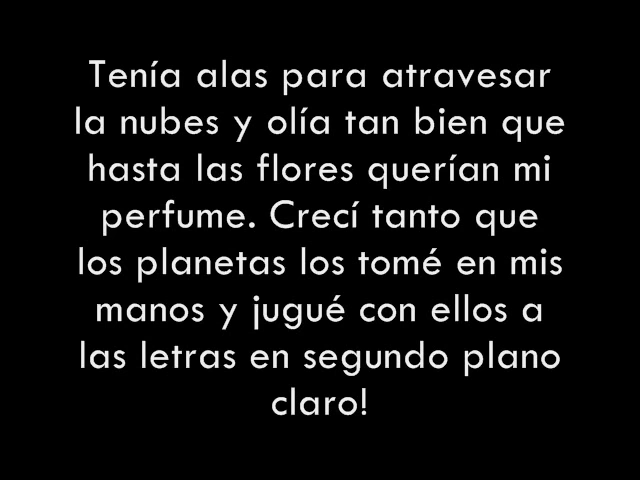 Tenía alas para atravesar
la nubes y olía tan bien que
hasta las flores querían mi
perfume. Crecí tanto que
los planetas los tomé en mis
manos y jugué con ellos a
las letras en segundo plano
claro!